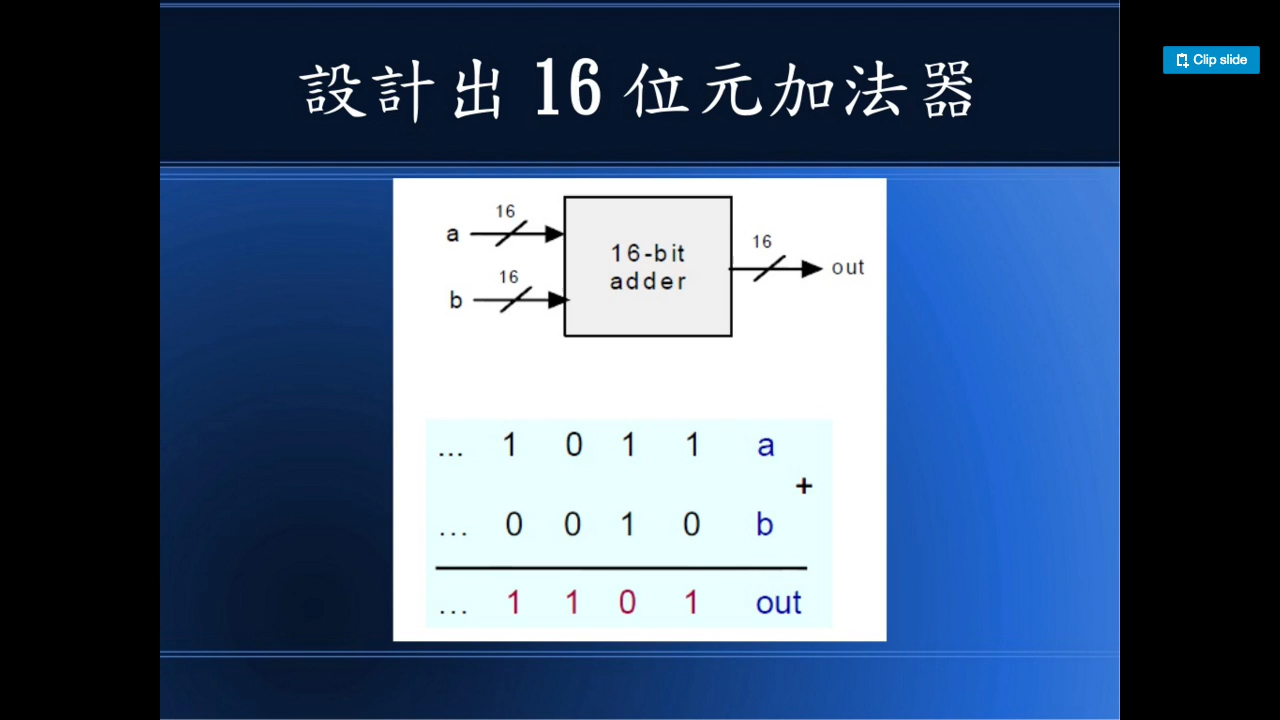 Clip slide
設計出 16 位元加法器
16
a
16-bit
adder
16
b
16
out
... 1 0 1 1 a
+
... 0 0 1 0 b
... 1 1 0 1 out